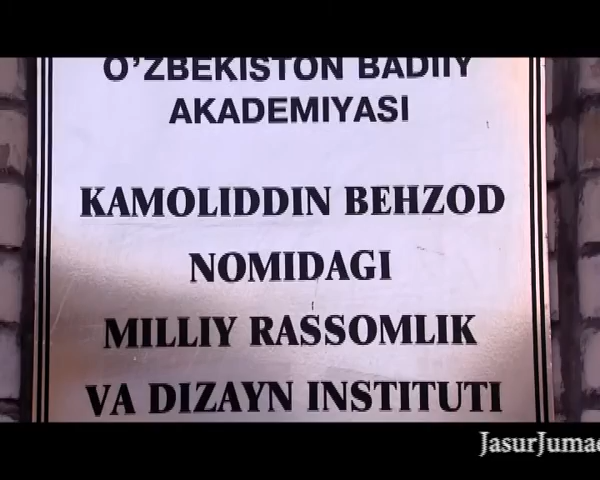 O'ZBEKISTON BADIIY
AKADEMIYASI
KAMOLIDDIN BEHZOD
NOMIDAGI
MILLIY RASSOMLIK
VA DIZAYN INSTITUTI